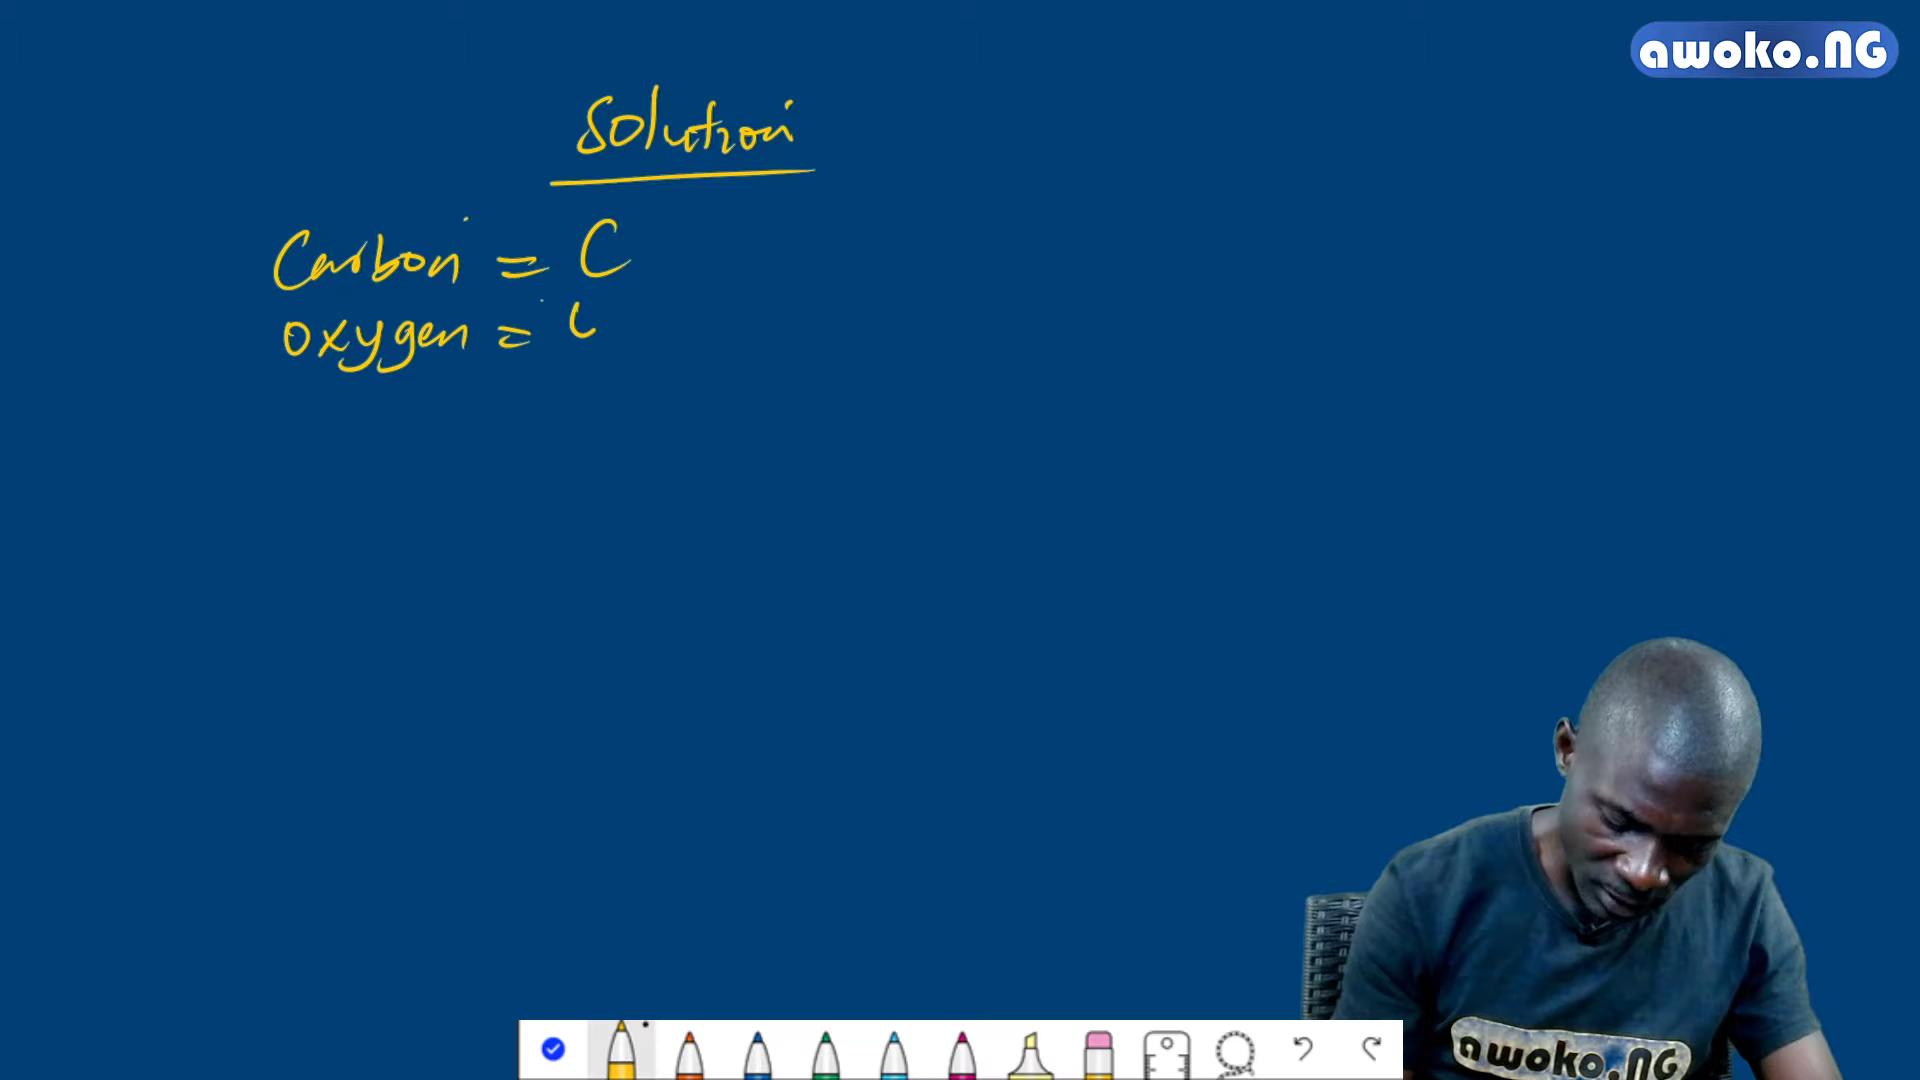 awoko.NG
Solution
Carbon = C
Oxygen =
awoko.NG